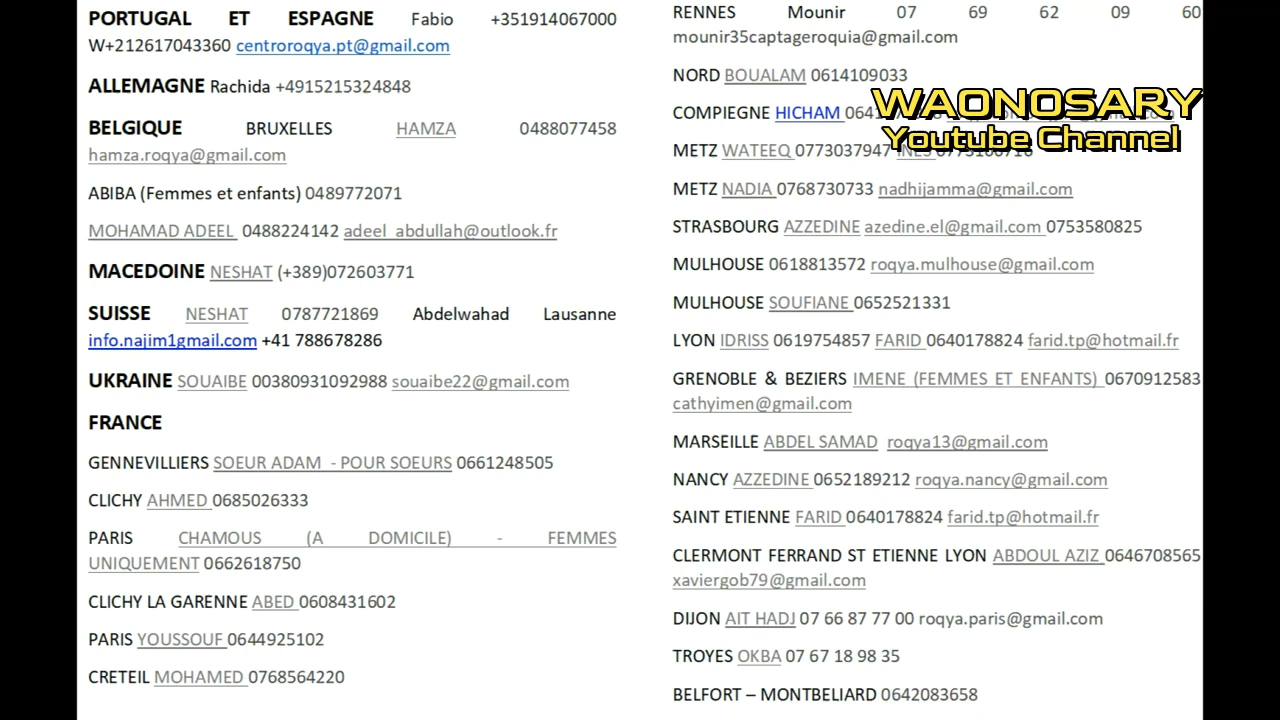 PORTUGAL ET ESPAGNE Fabio +351914067000
W+212617043360 centroroqya.pt@gmail.com
ALLEMAGNE Rachida +4915215324848
BELGIQUE BRUXELLES HAMZA 0488077458
hamza.roqya@gmail.com
ABIBA (Femmes et enfants) 0489772071
MOHAMAD ADEEL 0488224142 adeel_abdullah@outlook.fr
MACEDOINE NESHAT (+389)072603771
SUISSE NESHAT 0787721869 Abdelwahad Lausanne
info.najim1gmail.com +41 788678286
UKRAINE SOUAIBE 00380931092988 souaibe22@gmail.com
FRANCE
GENNEVILLIERS SOEUR ADAM - POUR SOEURS 0661248505
CLICHY AHMED 0685026333
PARIS CHAMOUS (A DOMICILE) - FEMMES
UNIQUEMENT 0662618750
CLICHY LA GARENNE ABED 0608431602
PARIS YOUSSOUF 0644925102
CRETEIL MOHAMED 0768564220
RENNES Mounir 07 69 62 09 60
mounir35captageroquia@gmail.com
NORD BOUALAM 0614109033
COMPIEGNE HICHAM
WAONOSARY
Youtube Channel
METZ WATEEQ 0773037947 INES
METZ NADIA 0768730733 nadhijamma@gmail.com
STRASBOURG AZZEDINE azedine.el@gmail.com 0753580825
MULHOUSE 0618813572 roqya.mulhouse@gmail.com
MULHOUSE SOUFIANE 0652521331
LYON IDRISS 0619754857 FARID 0640178824 farid.tp@hotmail.fr
GRENOBLE & BEZIERS IMENE (FEMMES ET ENFANTS) 0670912583
cathyimen@gmail.com
MARSEILLE ABDEL SAMAD roqya13@gmail.com
NANCY AZZEDINE 0652189212 roqya.nancy@gmail.com
SAINT ETIENNE FARID 0640178824 farid.tp@hotmail.fr
CLERMONT FERRAND ST ETIENNE LYON ABDOUL AZIZ 0646708565
xaviergob79@gmail.com
DIJON AIT HADJ 07 66 87 77 00 roqya.paris@gmail.com
TROYES OKBA 07 67 18 98 35
BELFORT – MONTBELIARD 0642083658